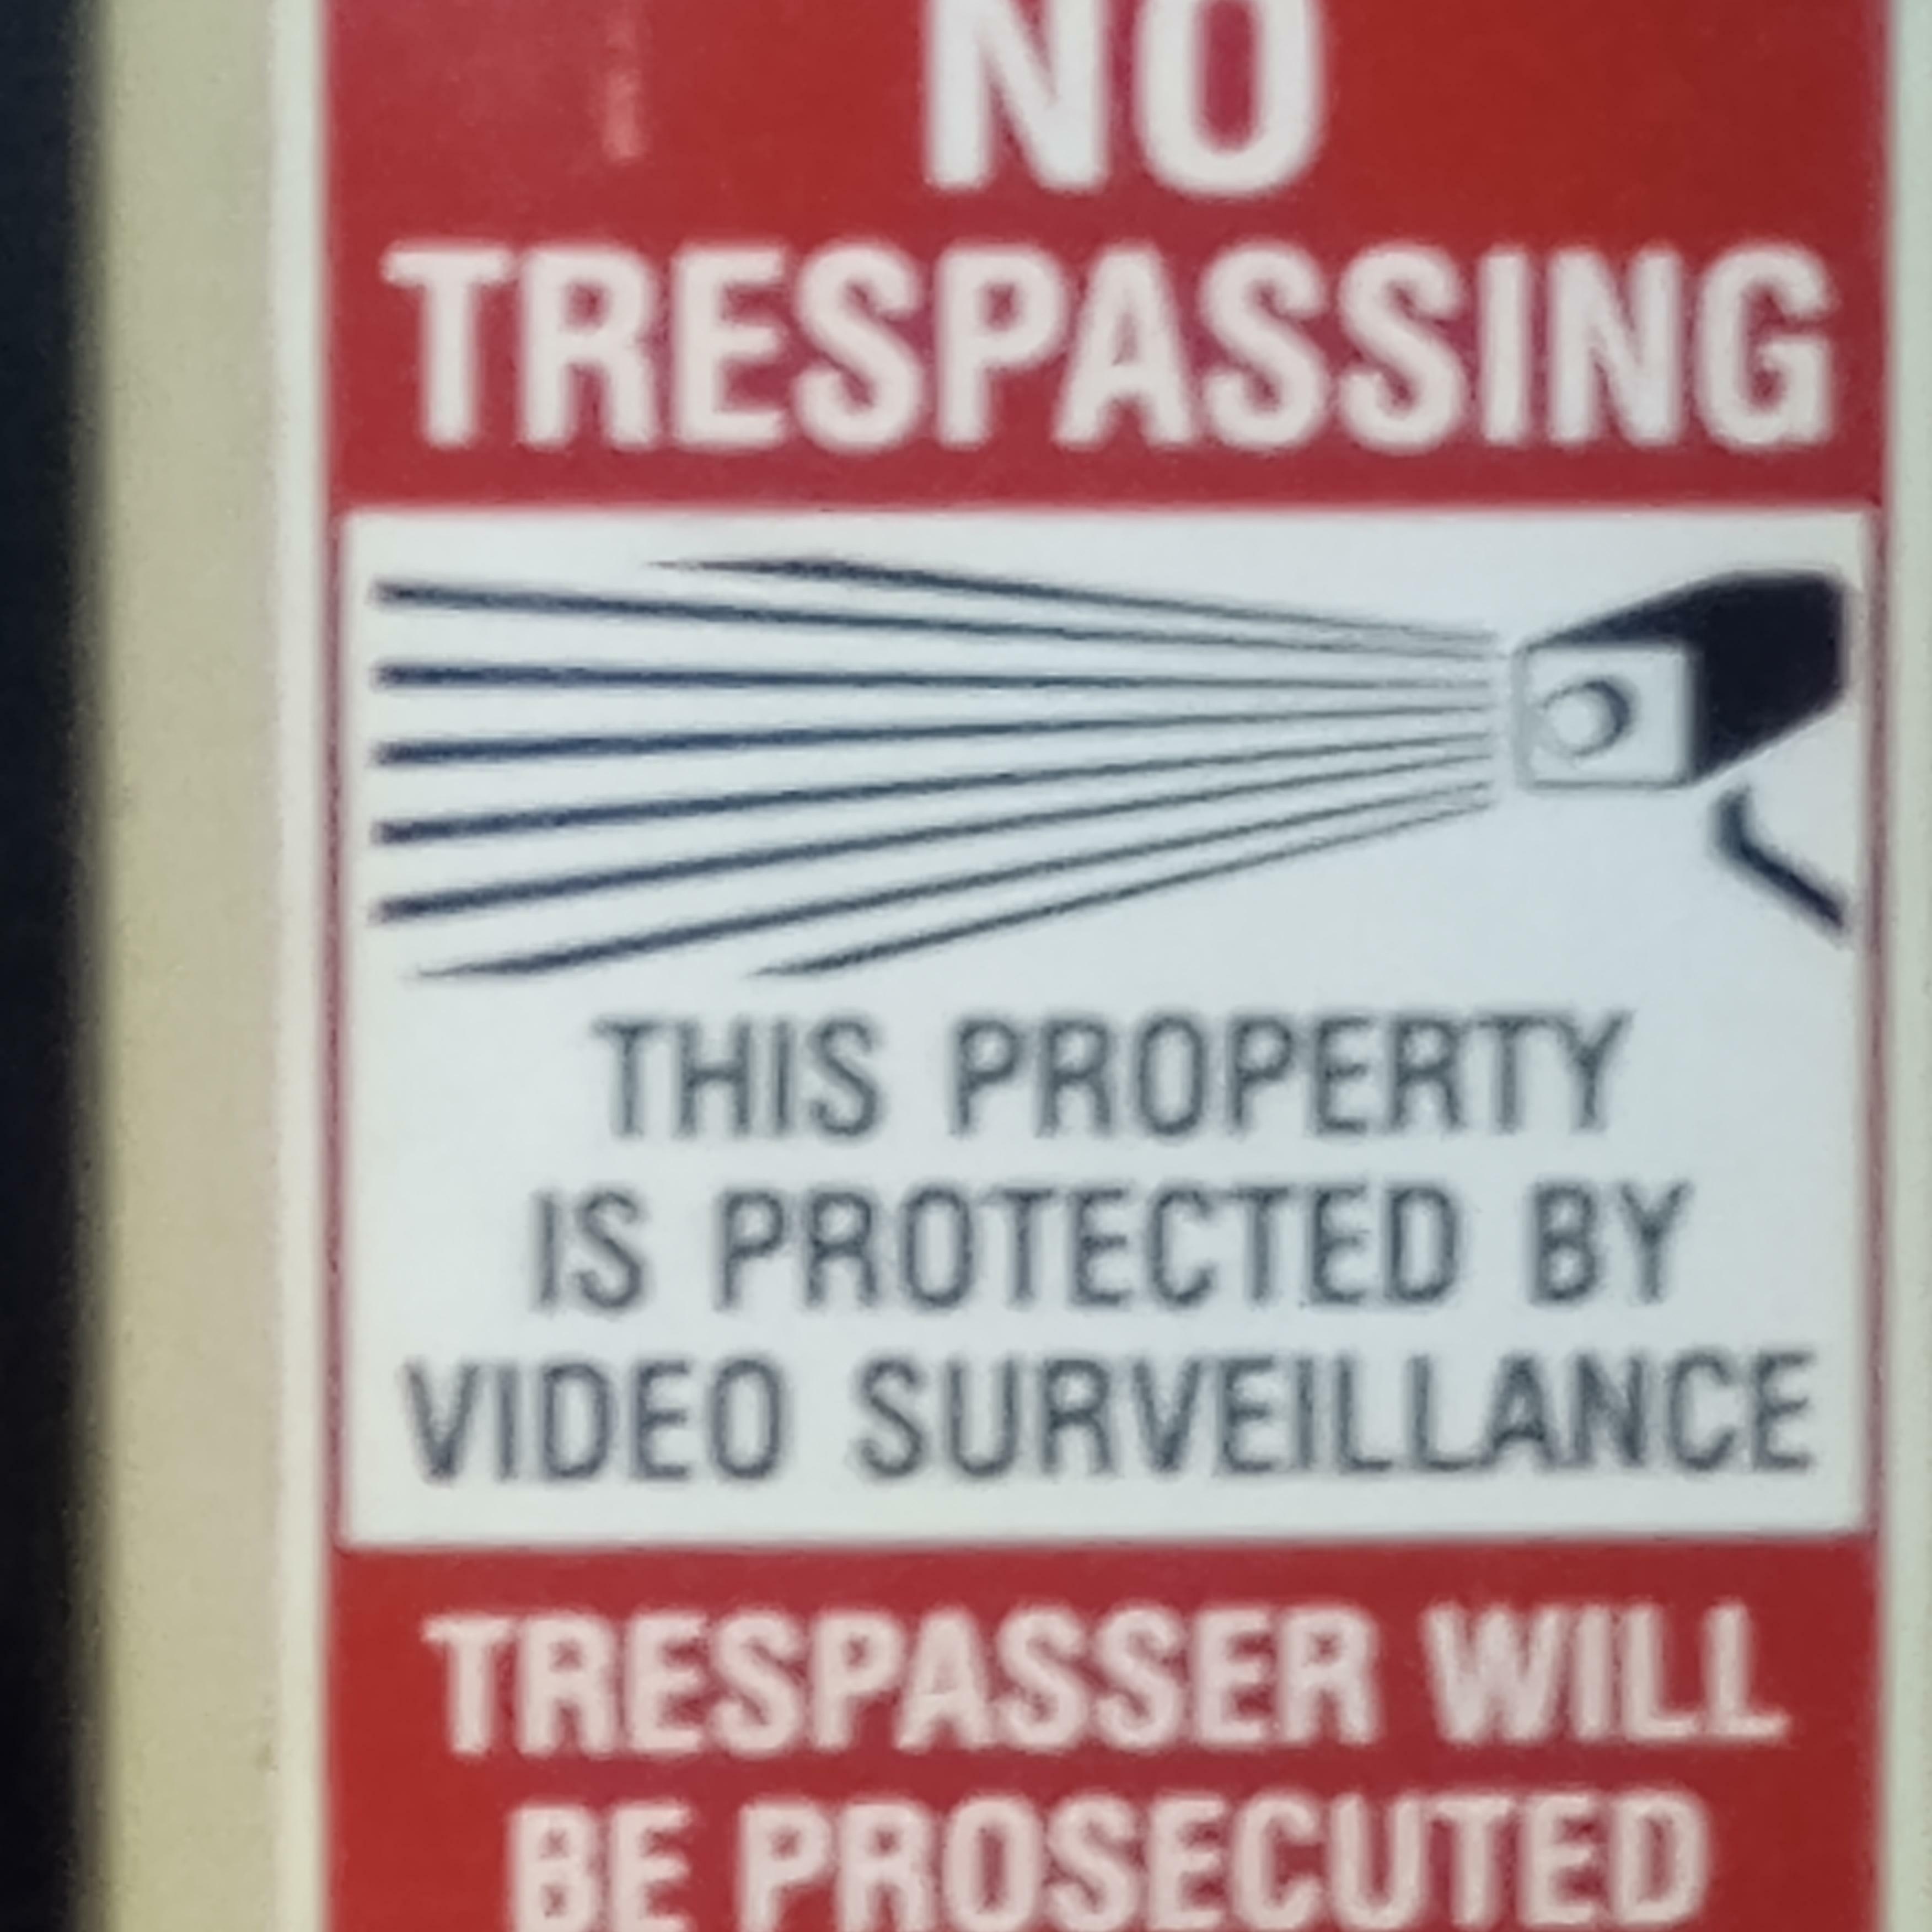 NO
TRESPASSING
THIS PROPERTY
IS PROTECTED BY
VIDEO SURVEILLANCE
TRESPASSER WILL
BE PROSECUTED